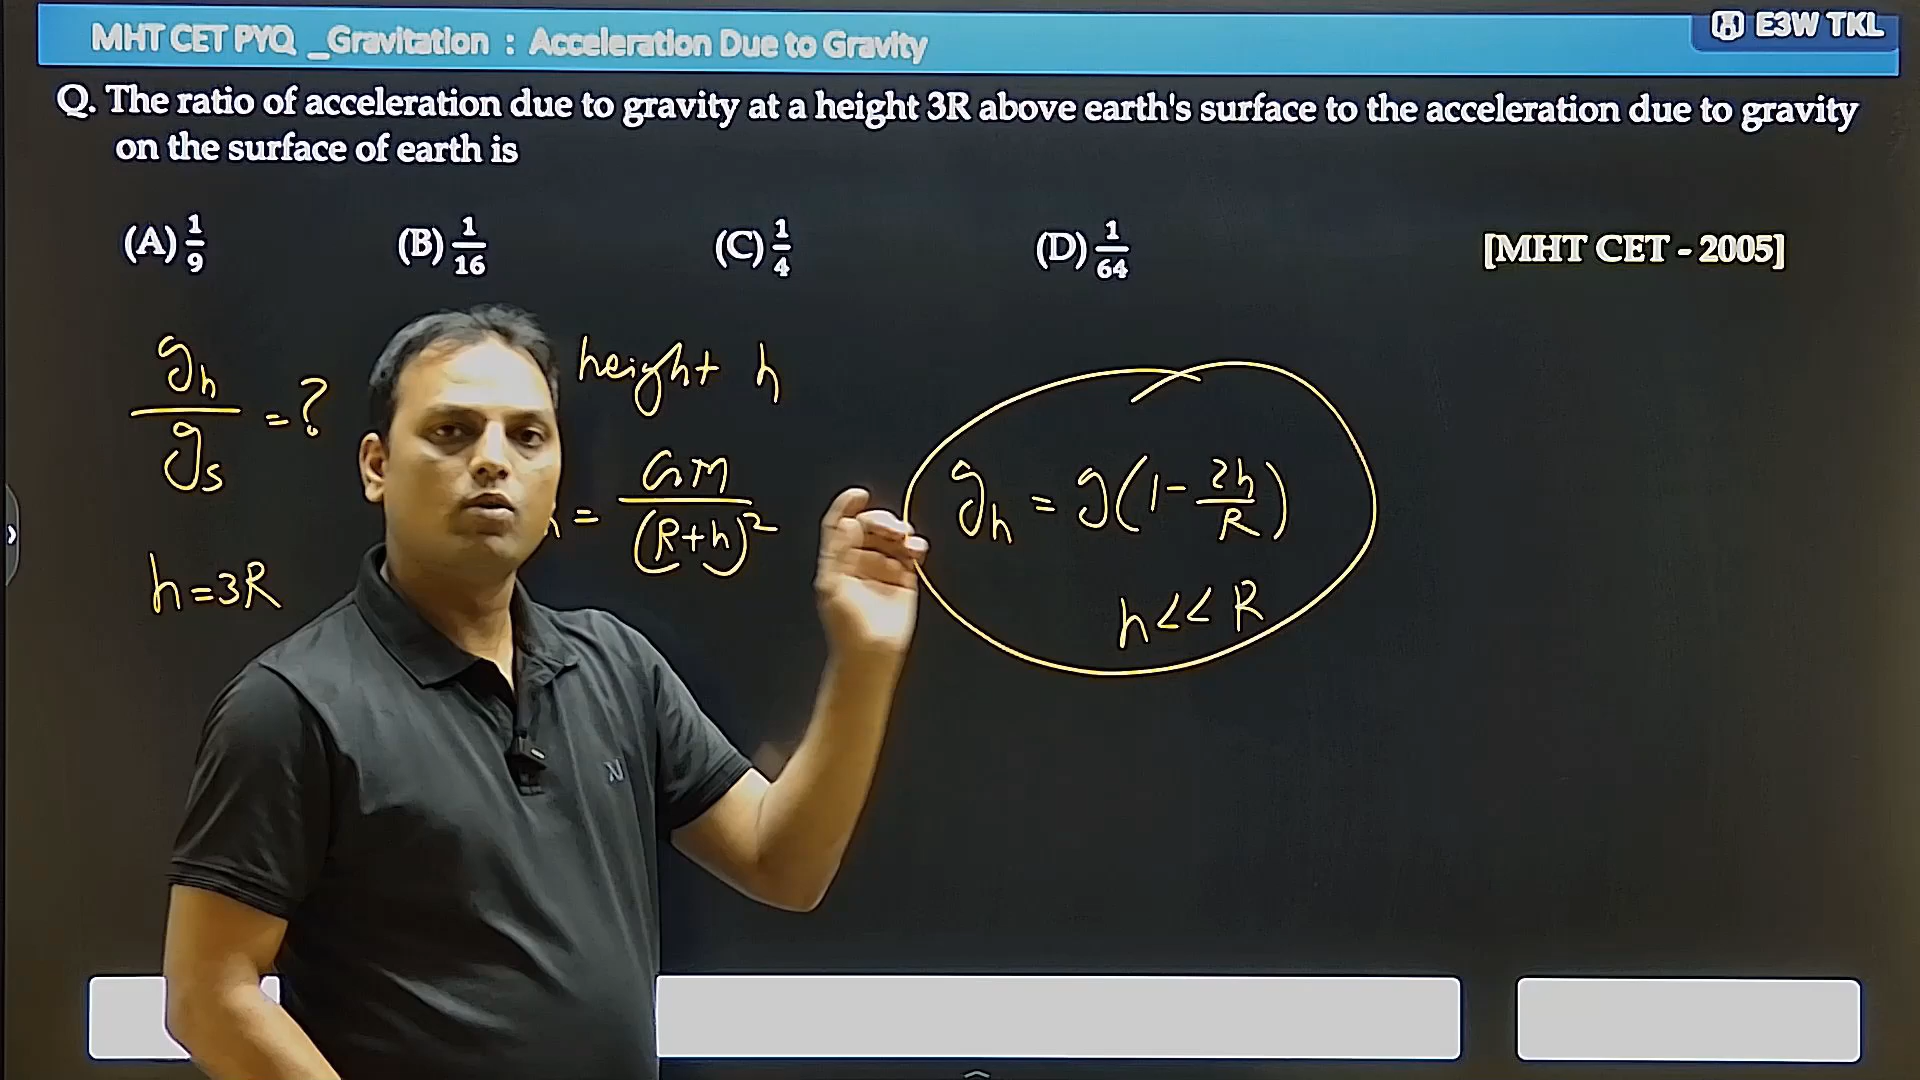 MHT CET PYQ _Gravitation : Acceleration Due to Gravity
E3W TKL
Q. The ratio of acceleration due to gravity at a height 3R above earth's surface to the acceleration due to gravity
on the surface of earth is
(A) 1/9 (B) 1/16 (C) 1/4 (D) 1/64 [MHT CET - 2005]
gh/gs = ?
h = 3R
height h
= GM/(R+h)²
gh = g(1 - 2h/R)
h << R